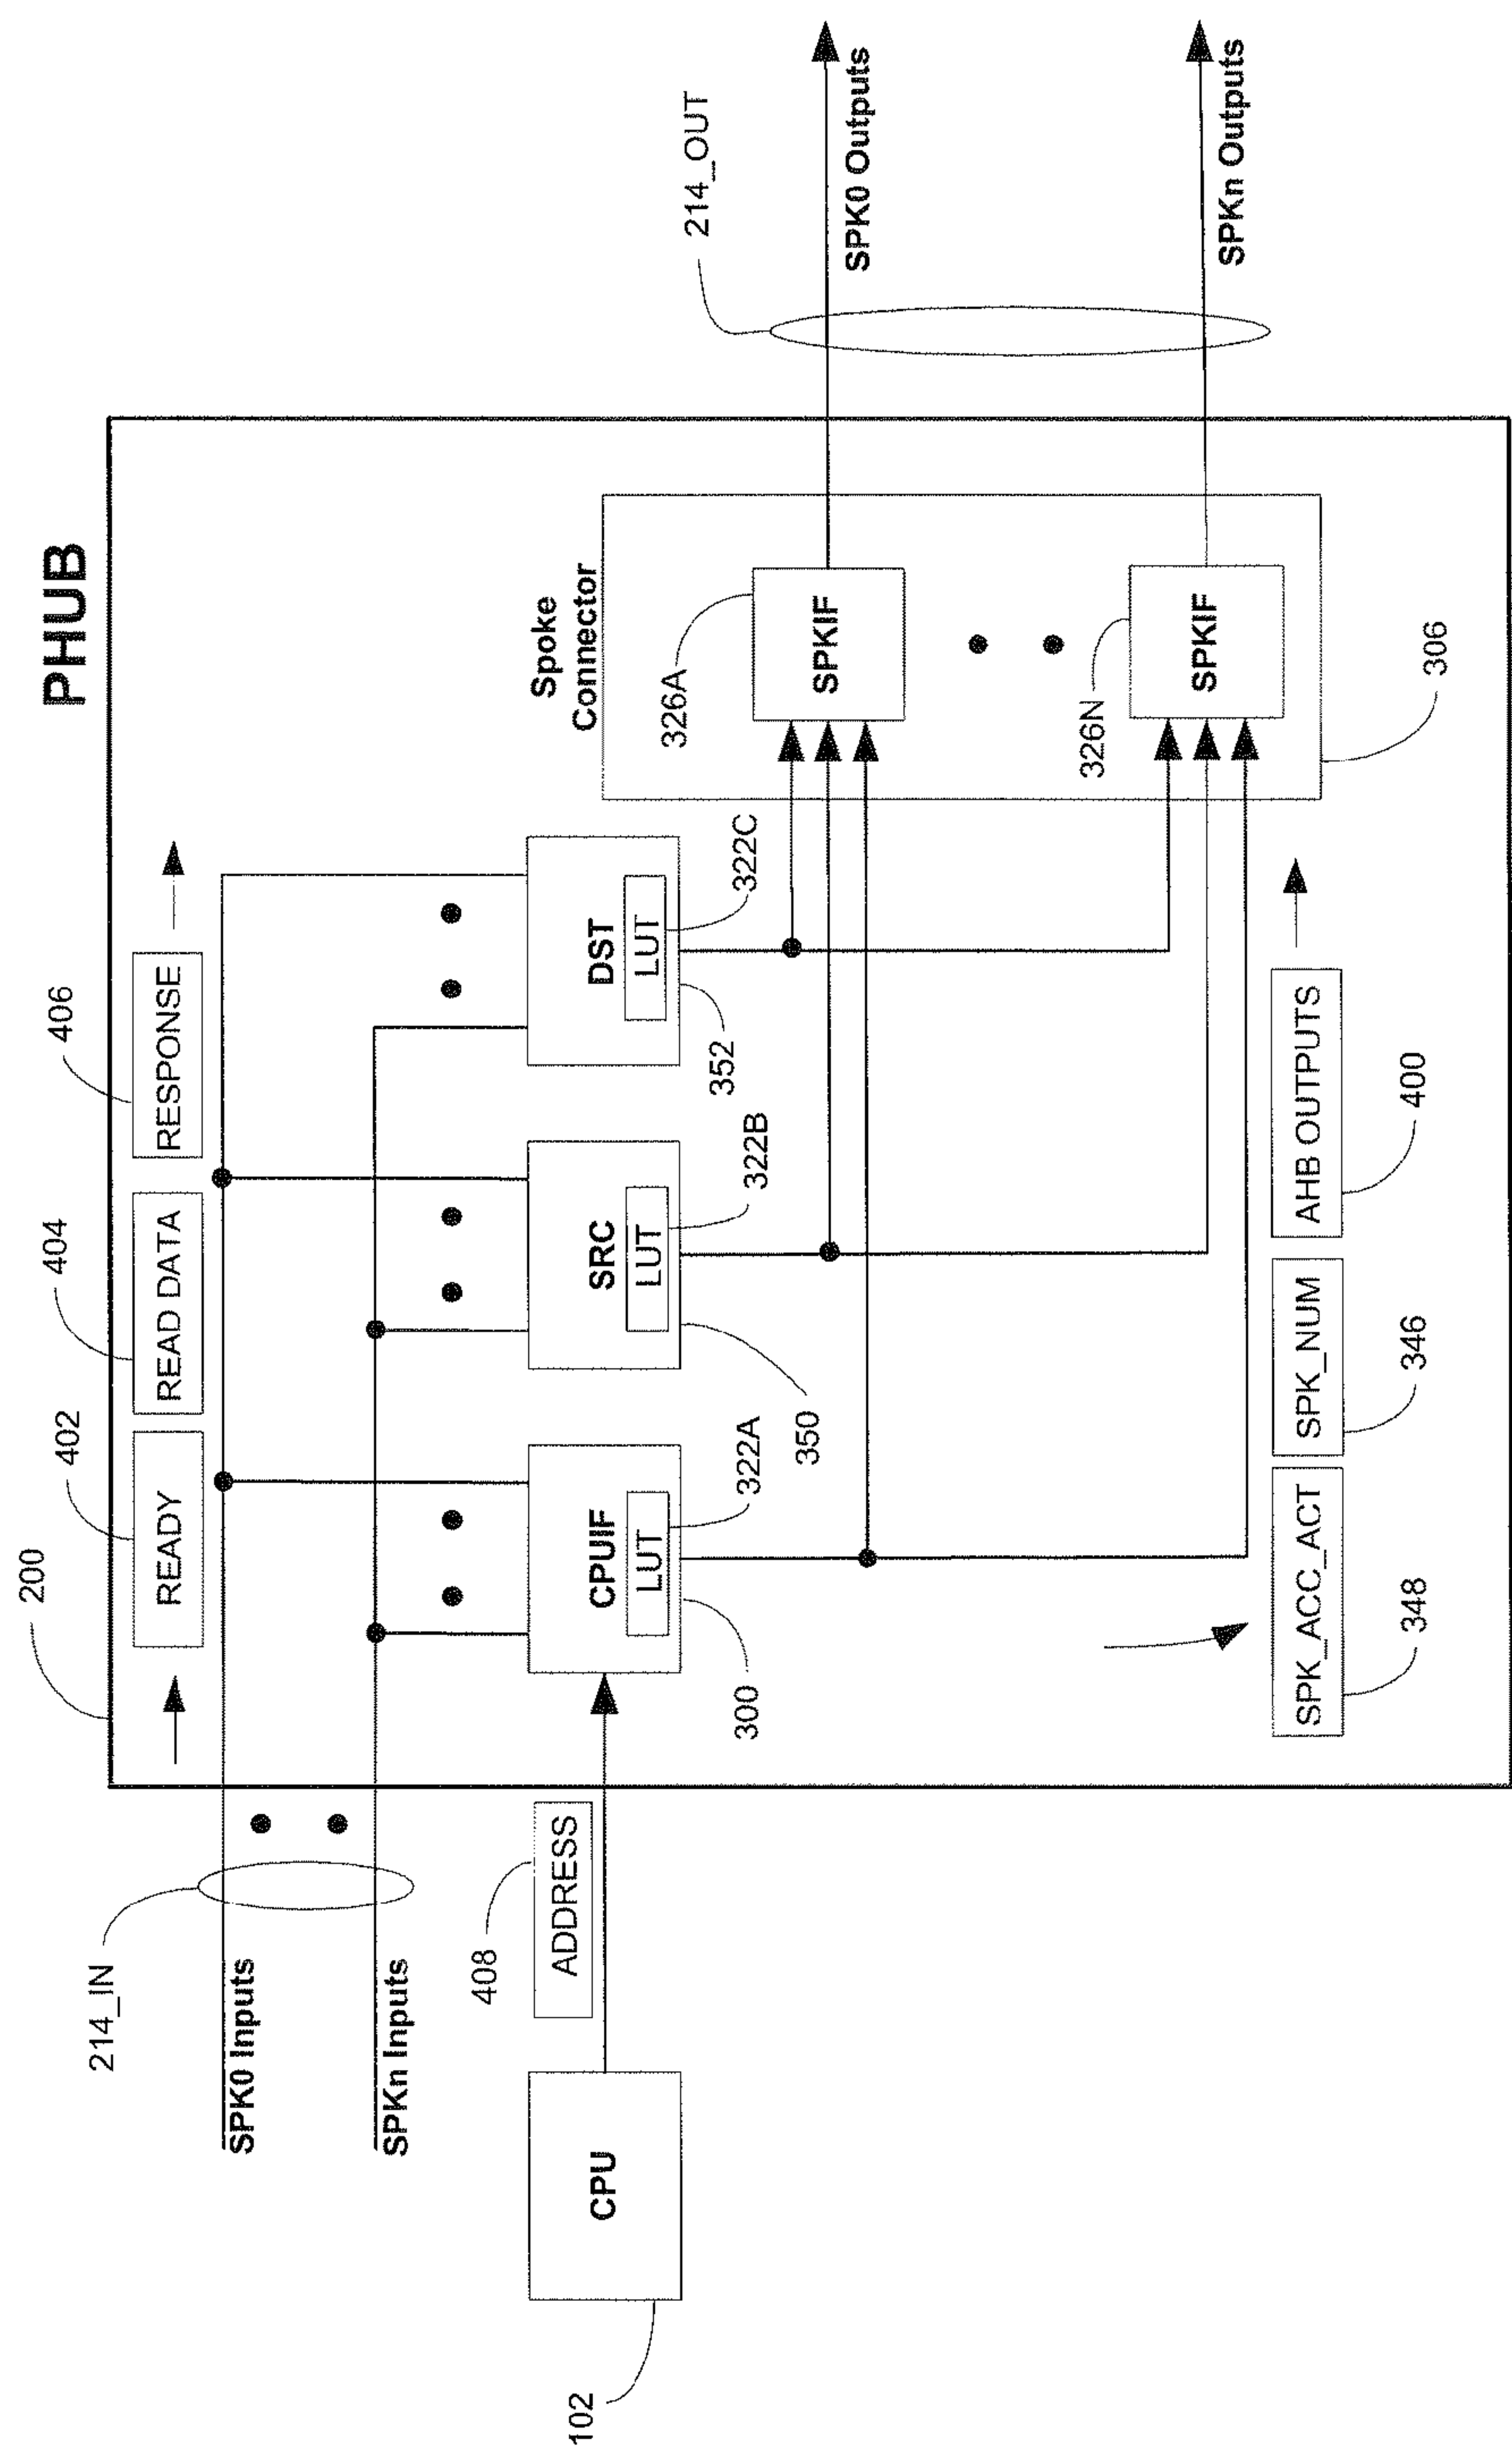 PHUB
200
402
404
406
READY
READ DATA
RESPONSE
214_IN
SPK0 Inputs
SPKn Inputs
214_OUT
SPK0 Outputs
SPKn Outputs
408
ADDRESS
CPU
102
CPUIF
LUT
322A
300
SRC
LUT
322B
350
DST
LUT
322C
352
Spoke
Connector
326A
SPKIF
326N
SPKIF
306
SPK_ACC_ACT
SPK_NUM
AHB OUTPUTS
348
346
400